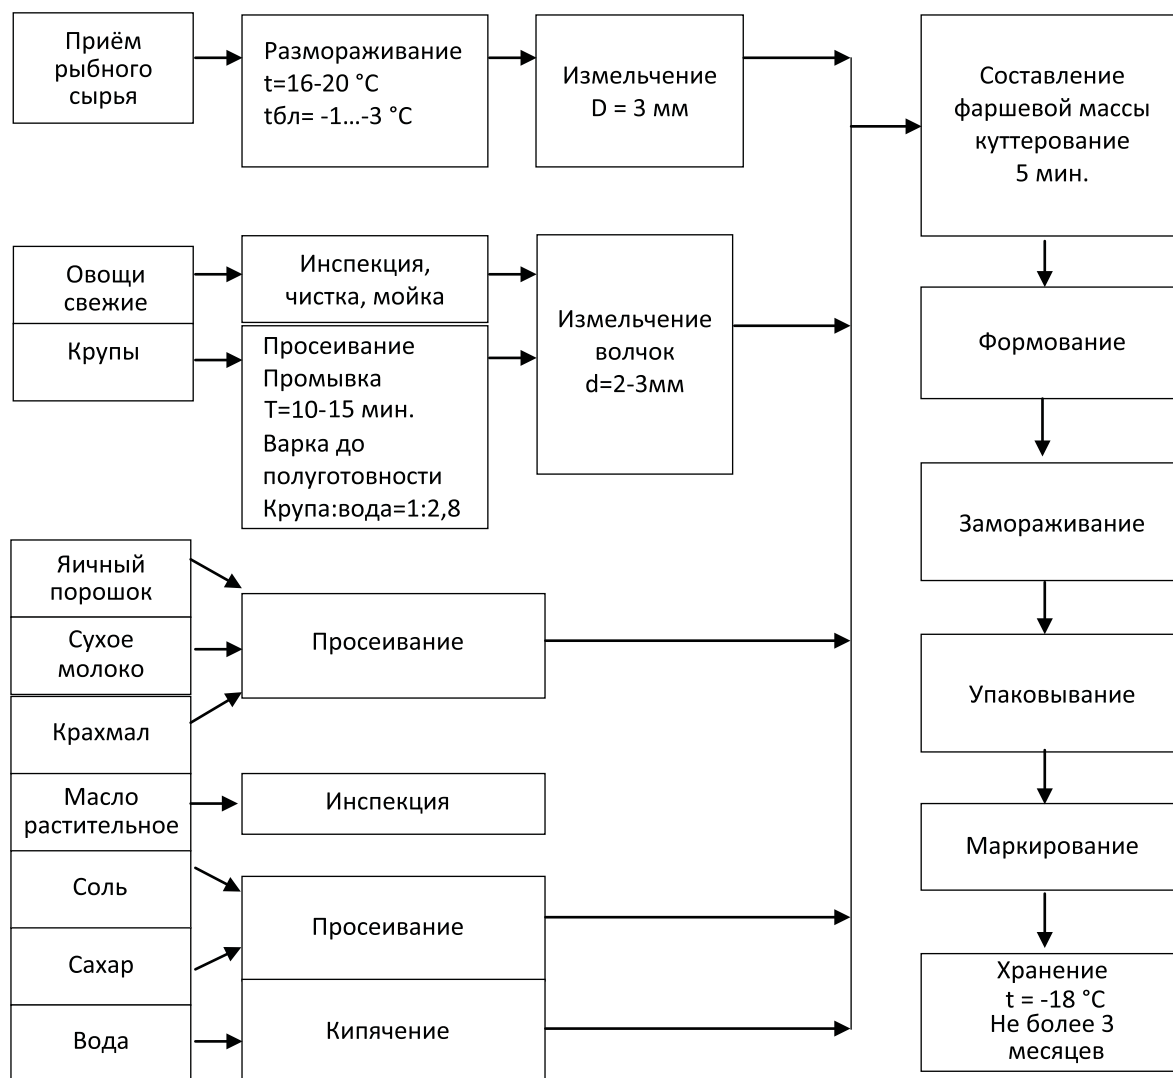 Приём
рыбного
сырья
Размораживание
t=16-20 °C
tбл= -1...-3 °C
Измельчение
D = 3 мм
Составление
фаршевой массы
куттерование
5 мин.
Овощи
свежие
Инспекция,
чистка, мойка
Крупы
Просеивание
Промывка
Т=10-15 мин.
Варка до
полуготовности
Крупа:вода=1:2,8
Измельчение
волчок
d=2-3мм
Формование
Замораживание
Яичный
порошок
Сухое
молоко
Крахмал
Просеивание
Упаковывание
Масло
растительное
Инспекция
Маркирование
Соль
Сахар
Просеивание
Вода
Кипячение
Хранение
t = -18 °C
Не более 3
месяцев